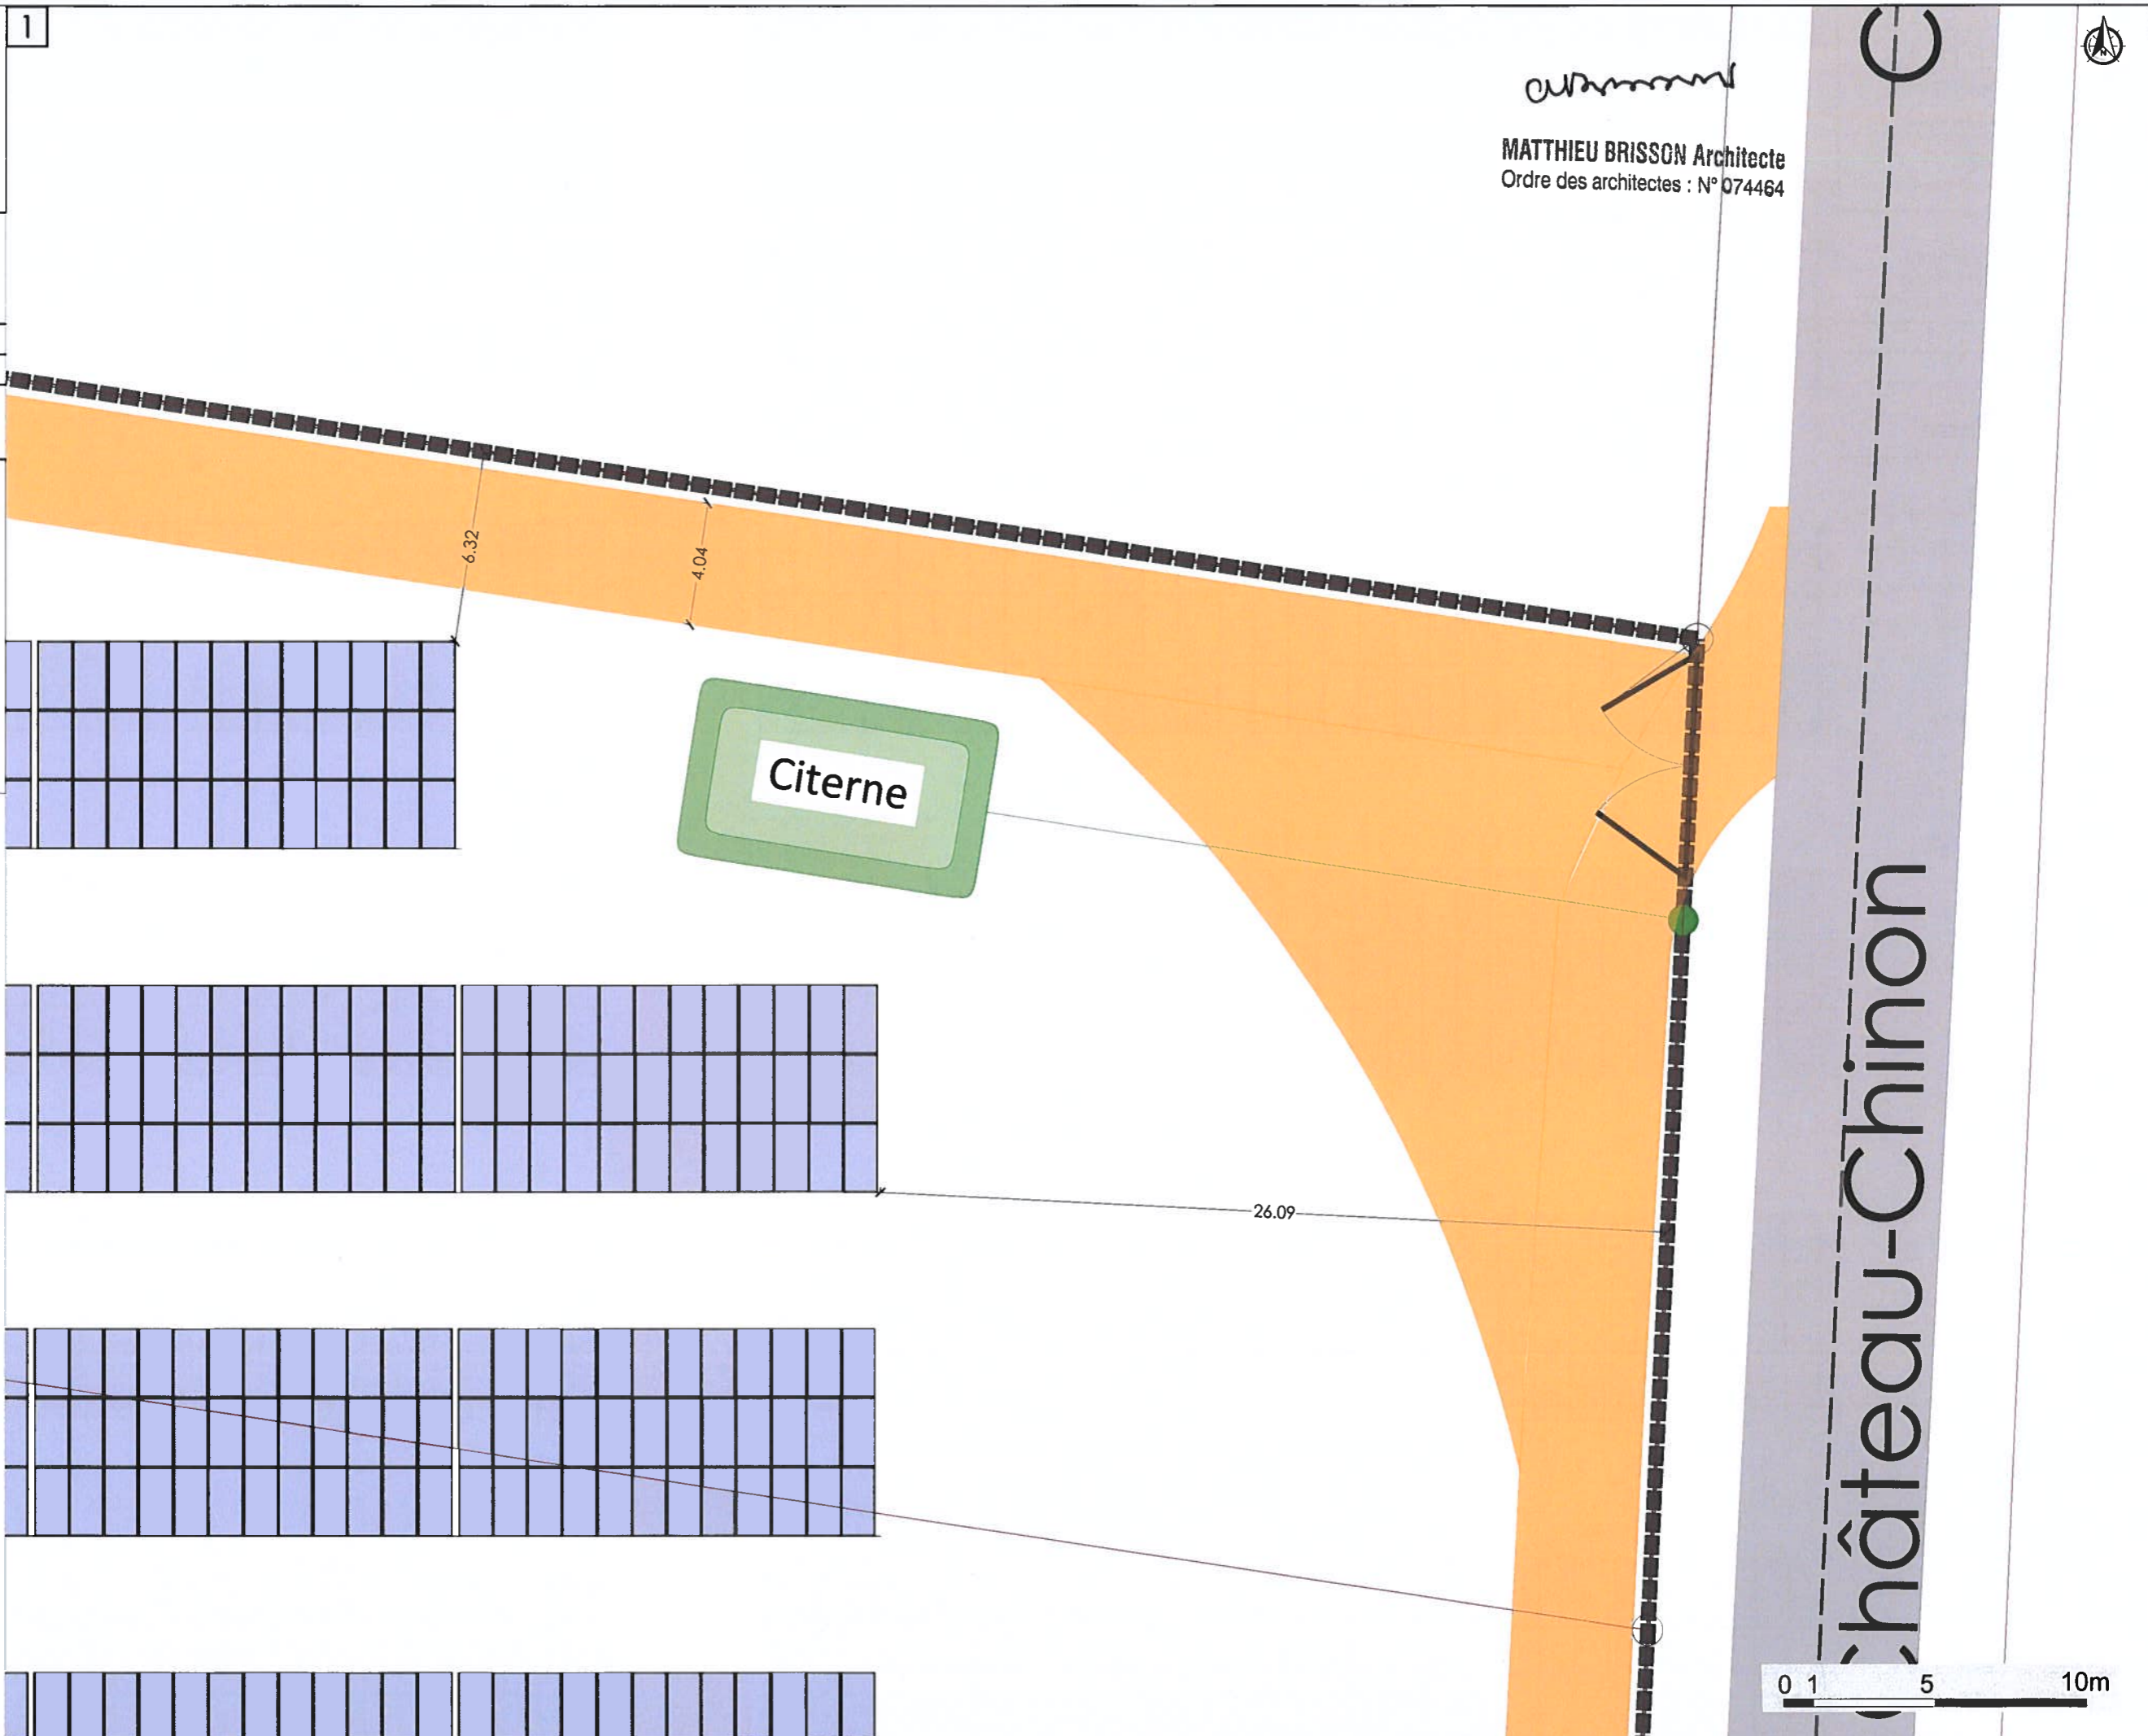 1
N
MATTHIEU BRISSON Architecte
Ordre des architectes : N° 074464
C
6.32
4.04
Citerne
26.09
Château-Chinon
0 1 5 10m